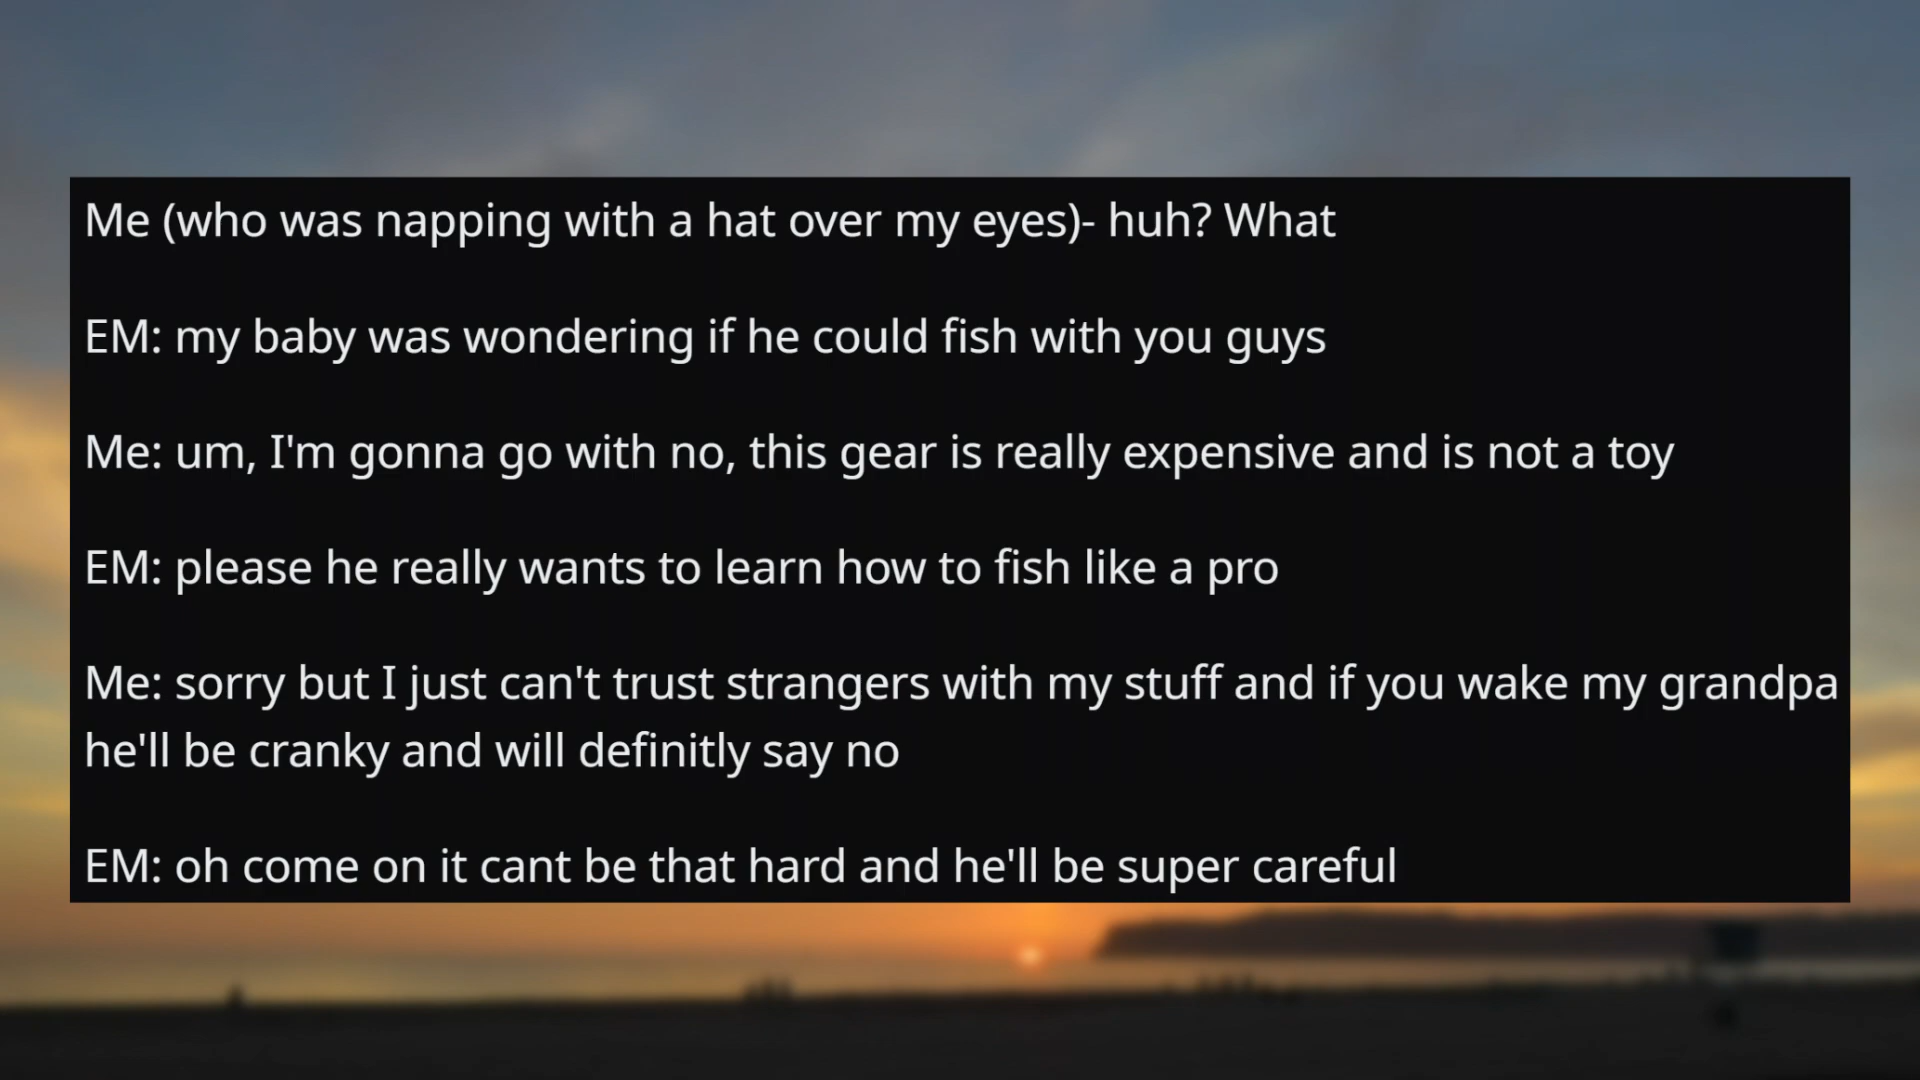 Me (who was napping with a hat over my eyes)- huh? What
EM: my baby was wondering if he could fish with you guys
Me: um, I'm gonna go with no, this gear is really expensive and is not a toy
EM: please he really wants to learn how to fish like a pro
Me: sorry but I just can't trust strangers with my stuff and if you wake my grandpa
he'll be cranky and will definitly say no
EM: oh come on it cant be that hard and he'll be super careful